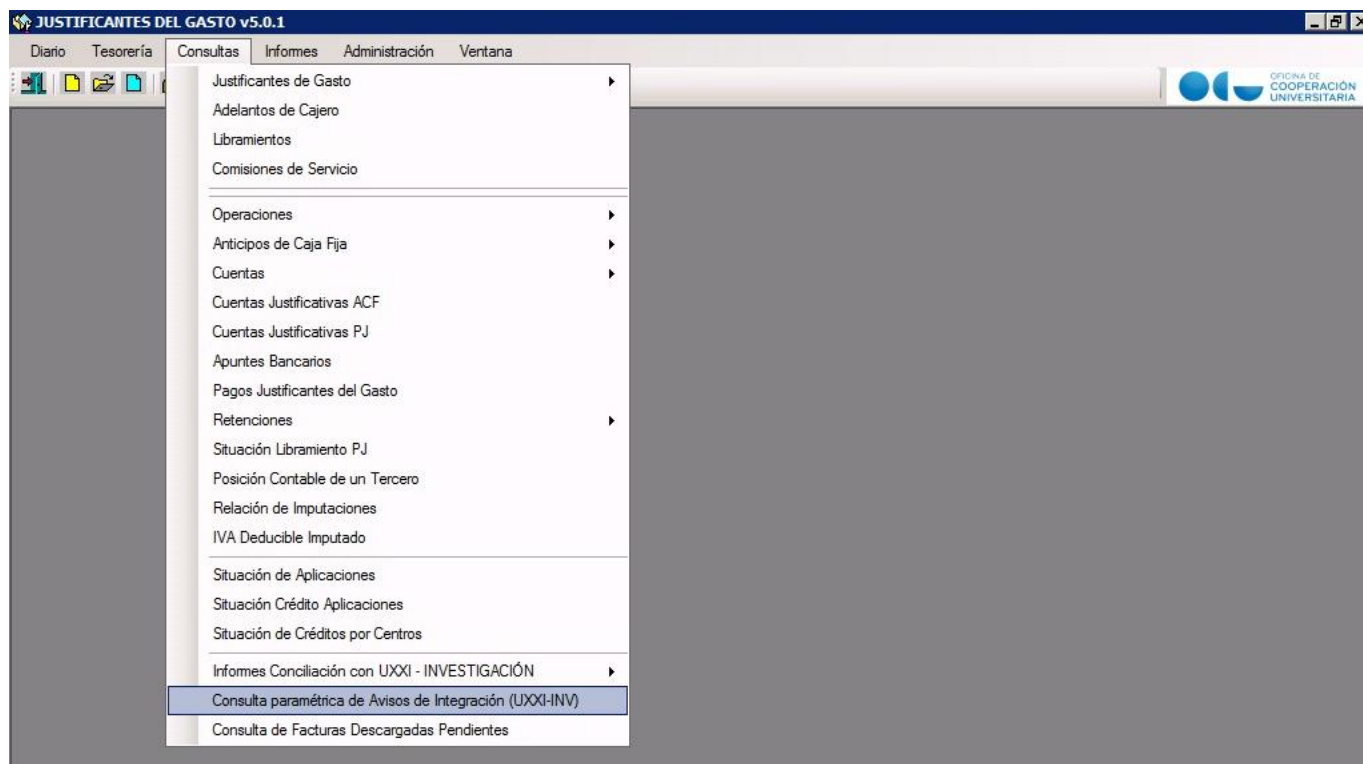 JUSTIFICANTES DEL GASTO v5.0.1
Diario Tesorería Consultas Informes Administración Ventana
OFICINA DE
COOPERACIÓN
UNIVERSITARIA
Justificantes de Gasto
Adelantos de Cajero
Libramientos
Comisiones de Servicio
Operaciones
Anticipos de Caja Fija
Cuentas
Cuentas Justificativas ACF
Cuentas Justificativas PJ
Apuntes Bancarios
Pagos Justificantes del Gasto
Retenciones
Situación Libramiento PJ
Posición Contable de un Tercero
Relación de Imputaciones
IVA Deducible Imputado
Situación de Aplicaciones
Situación Crédito Aplicaciones
Situación de Créditos por Centros
Informes Conciliación con UXXI - INVESTIGACIÓN
Consulta paramétrica de Avisos de Integración (UXXI-INV)
Consulta de Facturas Descargadas Pendientes